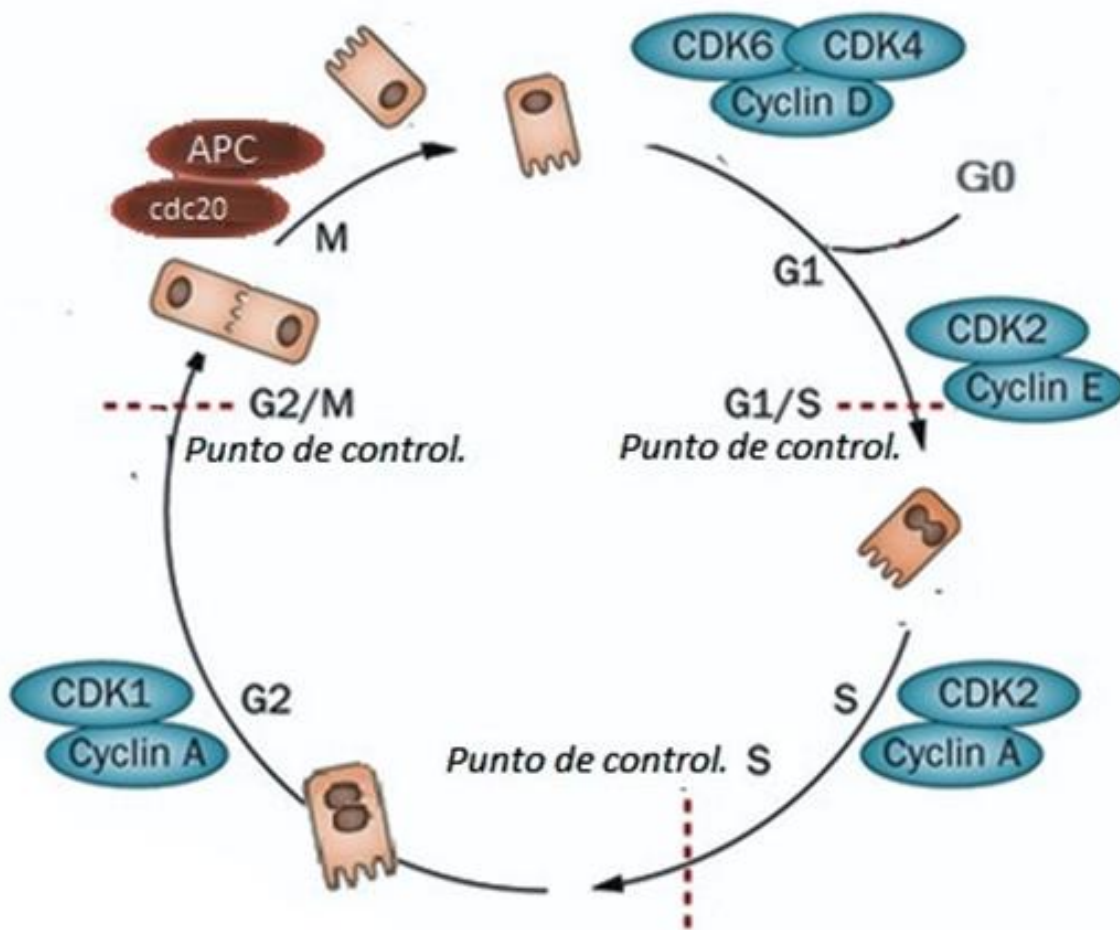 CDK6 CDK4
Cyclin D
APC
cdc20
M
G0
G1
CDK2
Cyclin E
G2/M
Punto de control.
G1/S
Punto de control.
CDK1
Cyclin A
G2
S
CDK2
Cyclin A
Punto de control. S